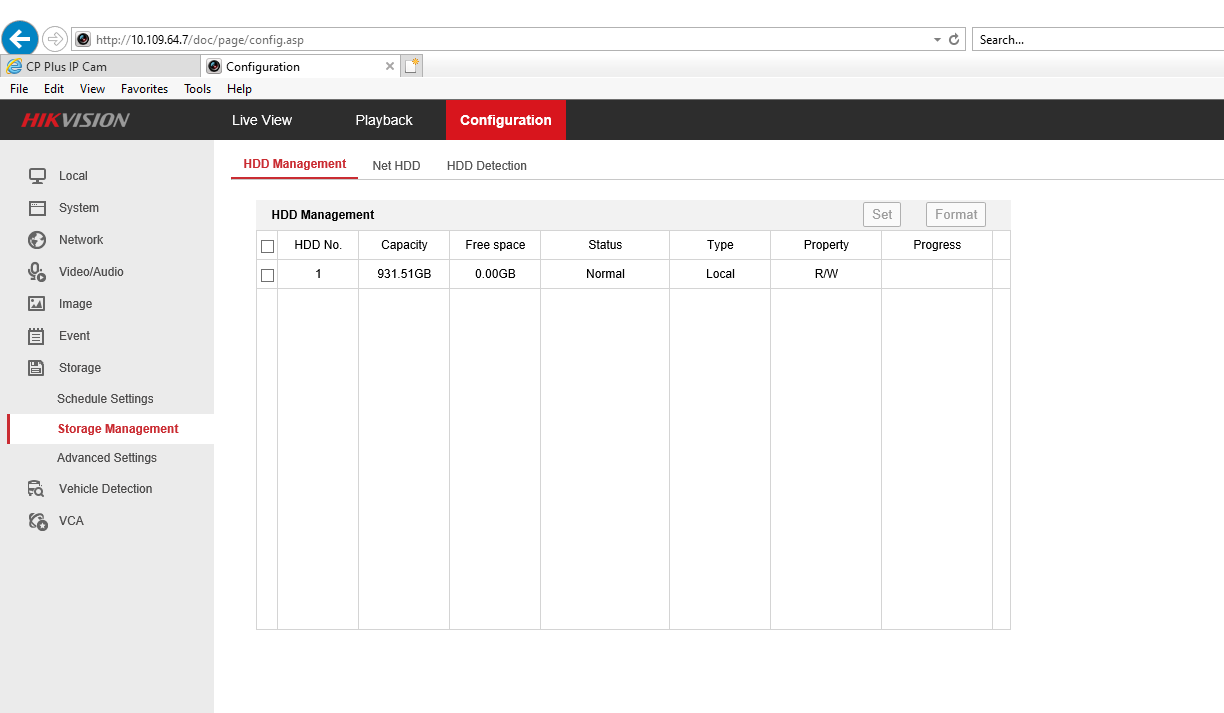 http://10.109.64.7/doc/page/config.asp
Search...
CP Plus IP Cam
Configuration
File Edit View Favorites Tools Help
HIKVISION
Live View Playback Configuration
Local
System
Network
Video/Audio
Image
Event
Storage
Schedule Settings
Storage Management
Advanced Settings
Vehicle Detection
VCA
HDD Management Net HDD HDD Detection
HDD Management Set Format
HDD No. Capacity Free space Status Type Property Progress
1 931.51GB 0.00GB Normal Local R/W